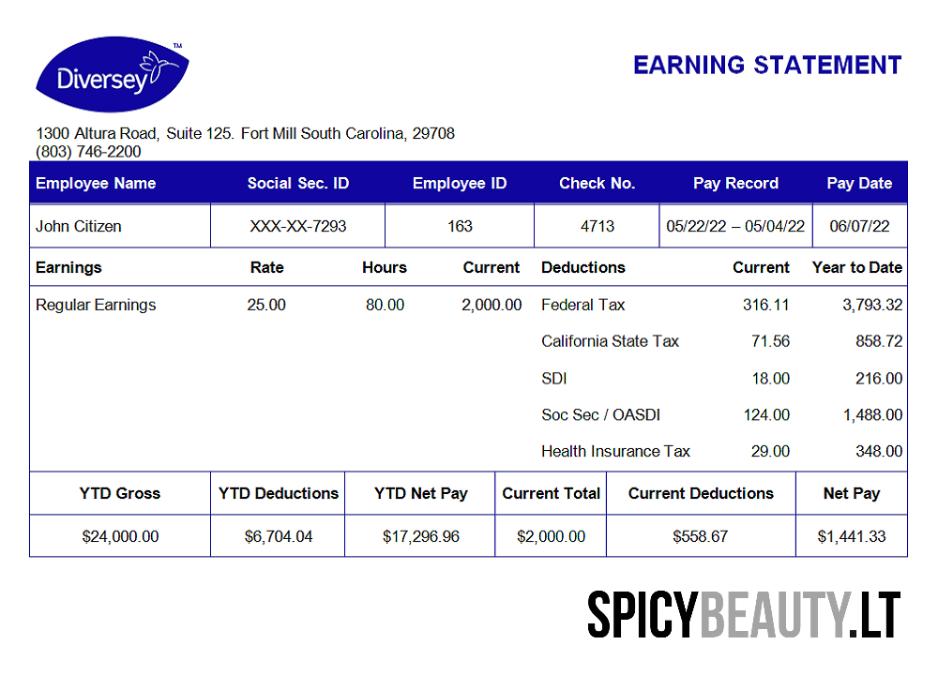 Diversey™
EARNING STATEMENT
1300 Altura Road, Suite 125. Fort Mill South Carolina, 29708
(803) 746-2200
Employee Name Social Sec. ID Employee ID Check No. Pay Record Pay Date
John Citizen XXX-XX-7293 163 4713 05/22/22 – 05/04/22 06/07/22
Earnings Rate Hours Current Deductions Current Year to Date
Regular Earnings 25.00 80.00 2,000.00 Federal Tax 316.11 3,793.32
California State Tax 71.56 858.72
SDI 18.00 216.00
Soc Sec / OASDI 124.00 1,488.00
Health Insurance Tax 29.00 348.00
YTD Gross YTD Deductions YTD Net Pay Current Total Current Deductions Net Pay
$24,000.00 $6,704.04 $17,296.96 $2,000.00 $558.67 $1,441.33
SPICYBEAUTY.LT